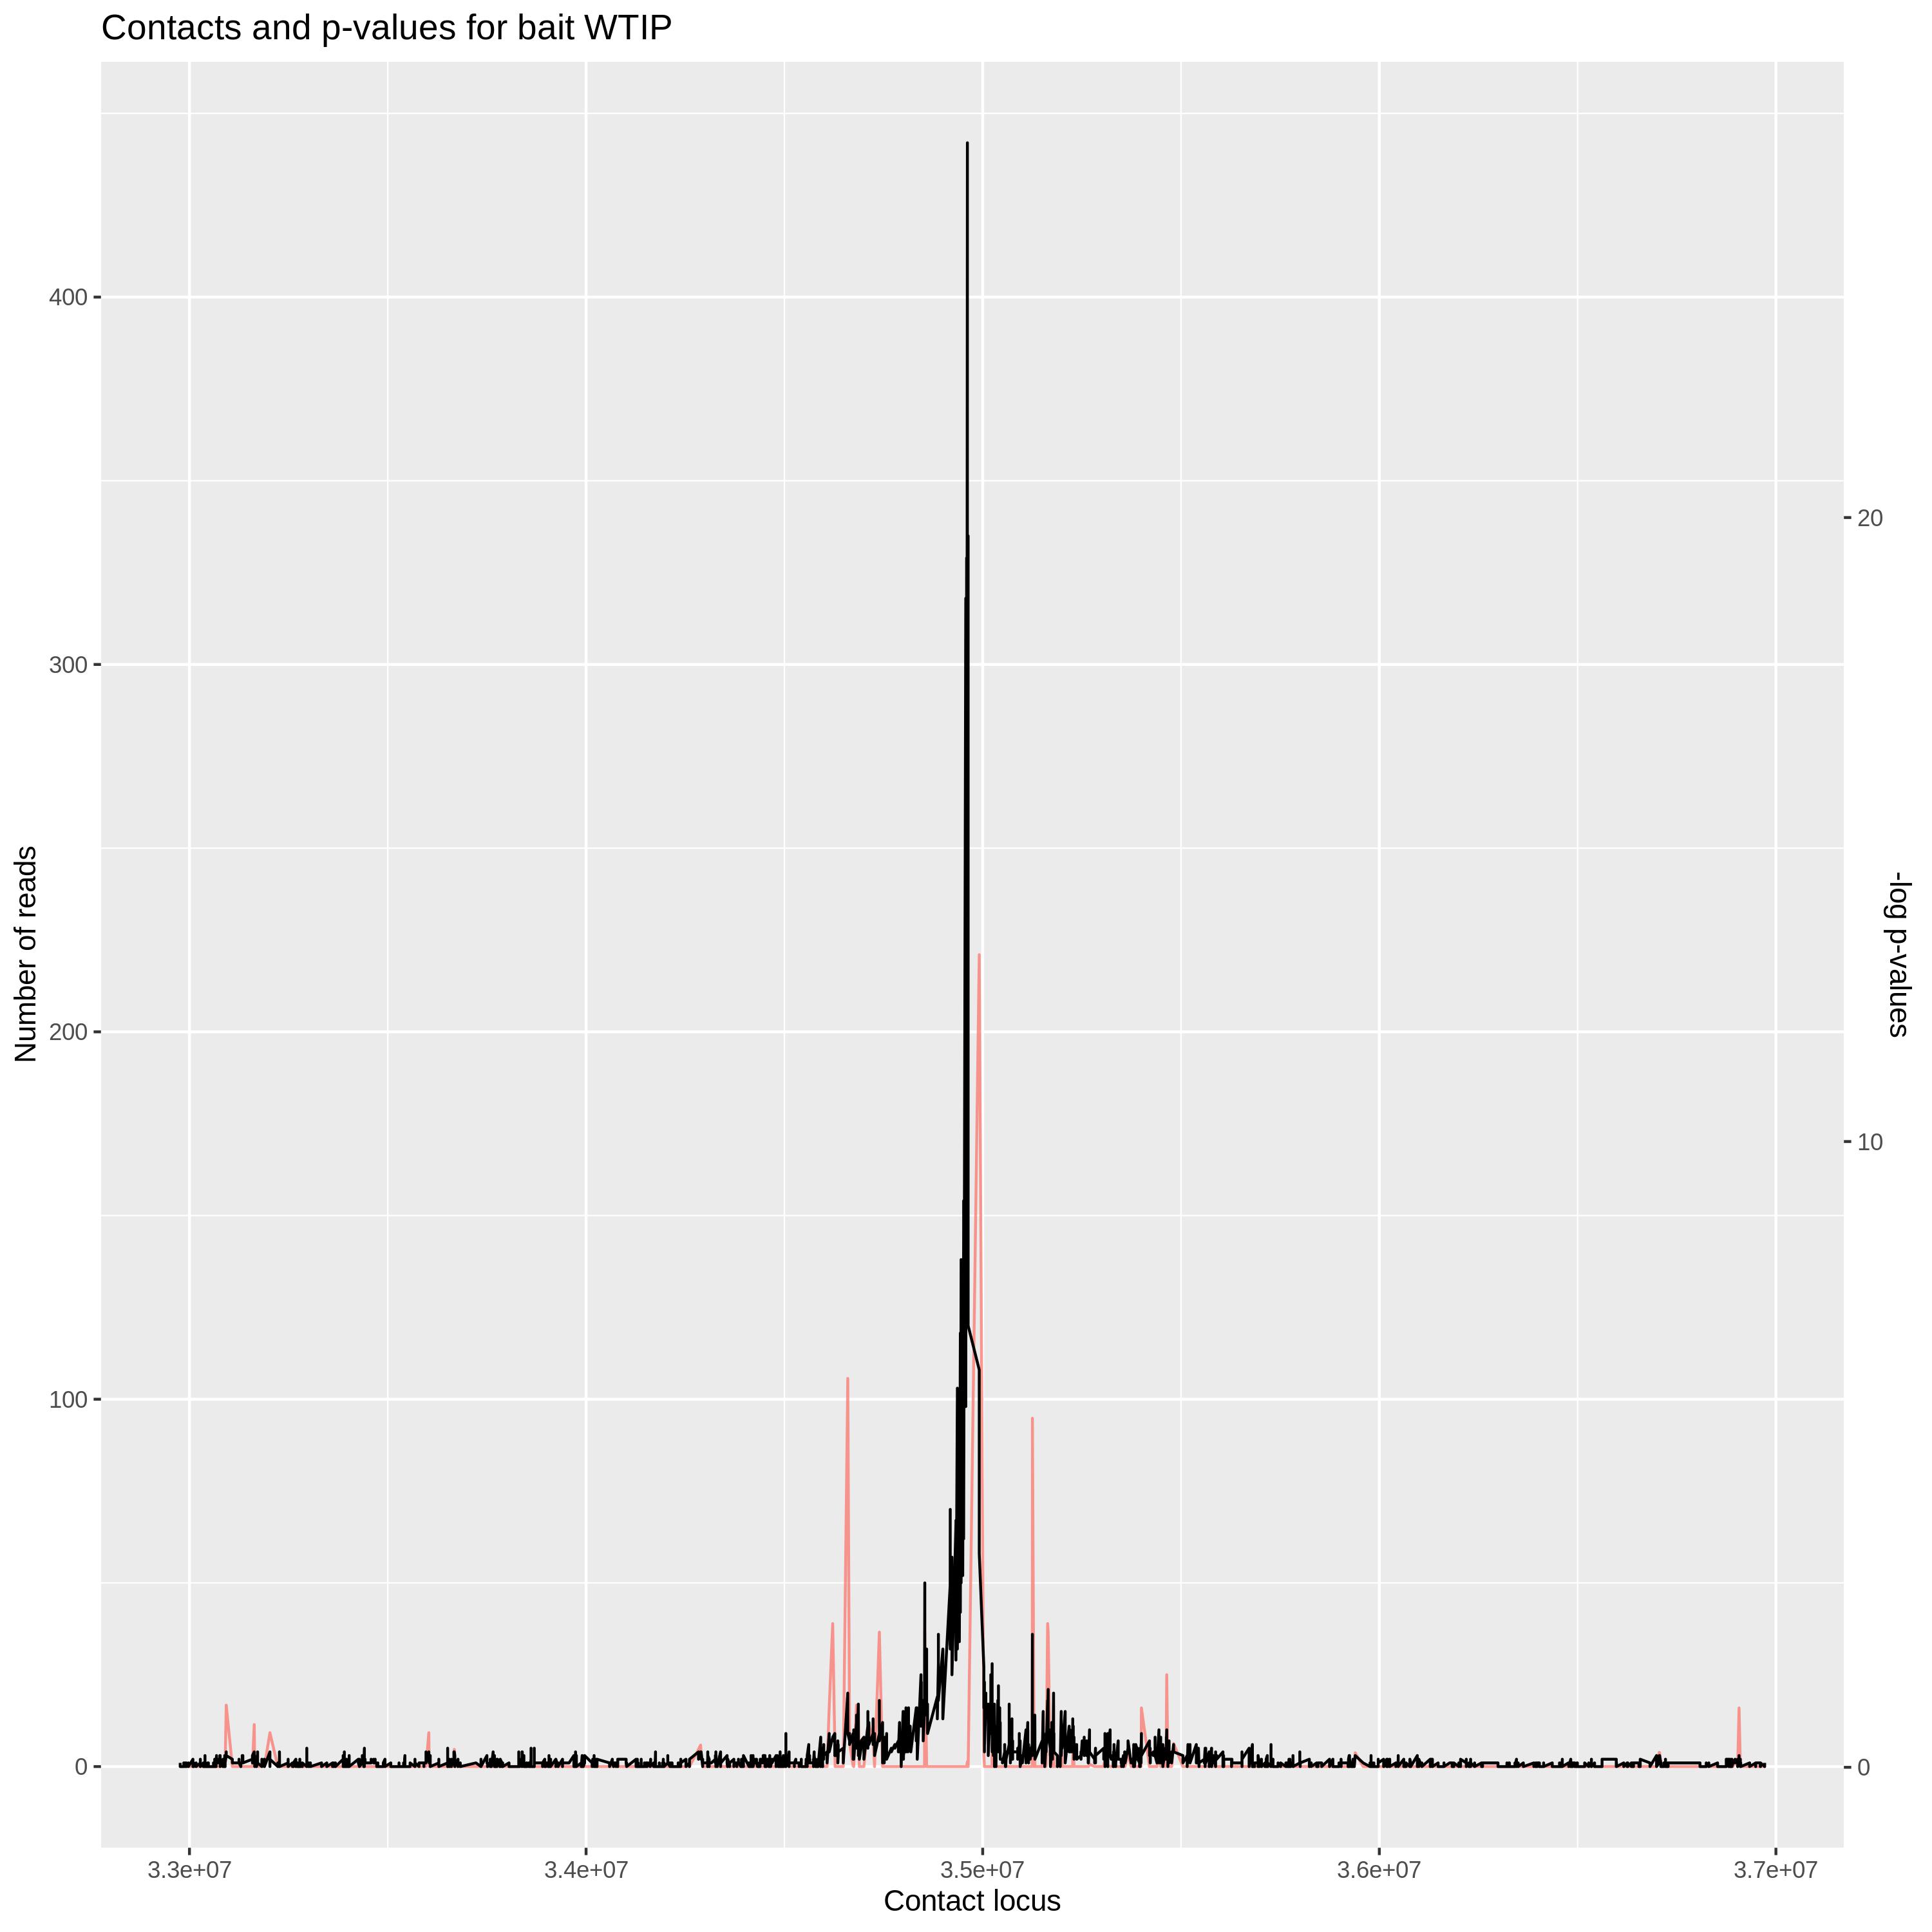 Contacts and p-values for bait WTIP
400
300
200
100
0
Number of reads
20
10
0
-log p-values
3.3e+07
3.4e+07
3.5e+07
3.6e+07
3.7e+07
Contact locus